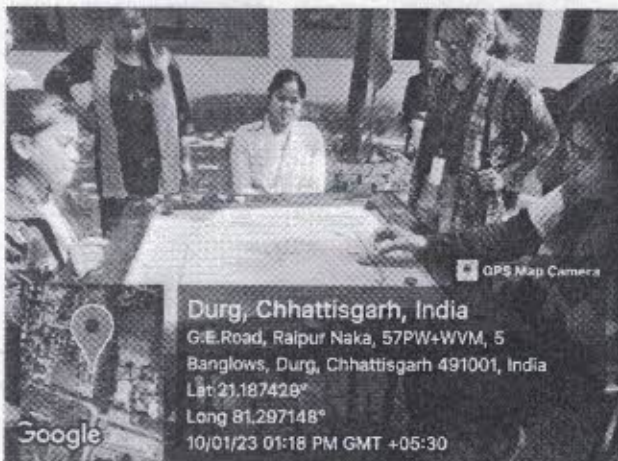 GPS Map Camera
Durg, Chhattisgarh, India
G.E.Road, Raipur Naka, 57PW+WVM, 5
Banglows, Durg, Chhattisgarh 491001, India
Lat 21.187429°
Long 81.297148°
10/01/23 01:18 PM GMT +05:30
Google